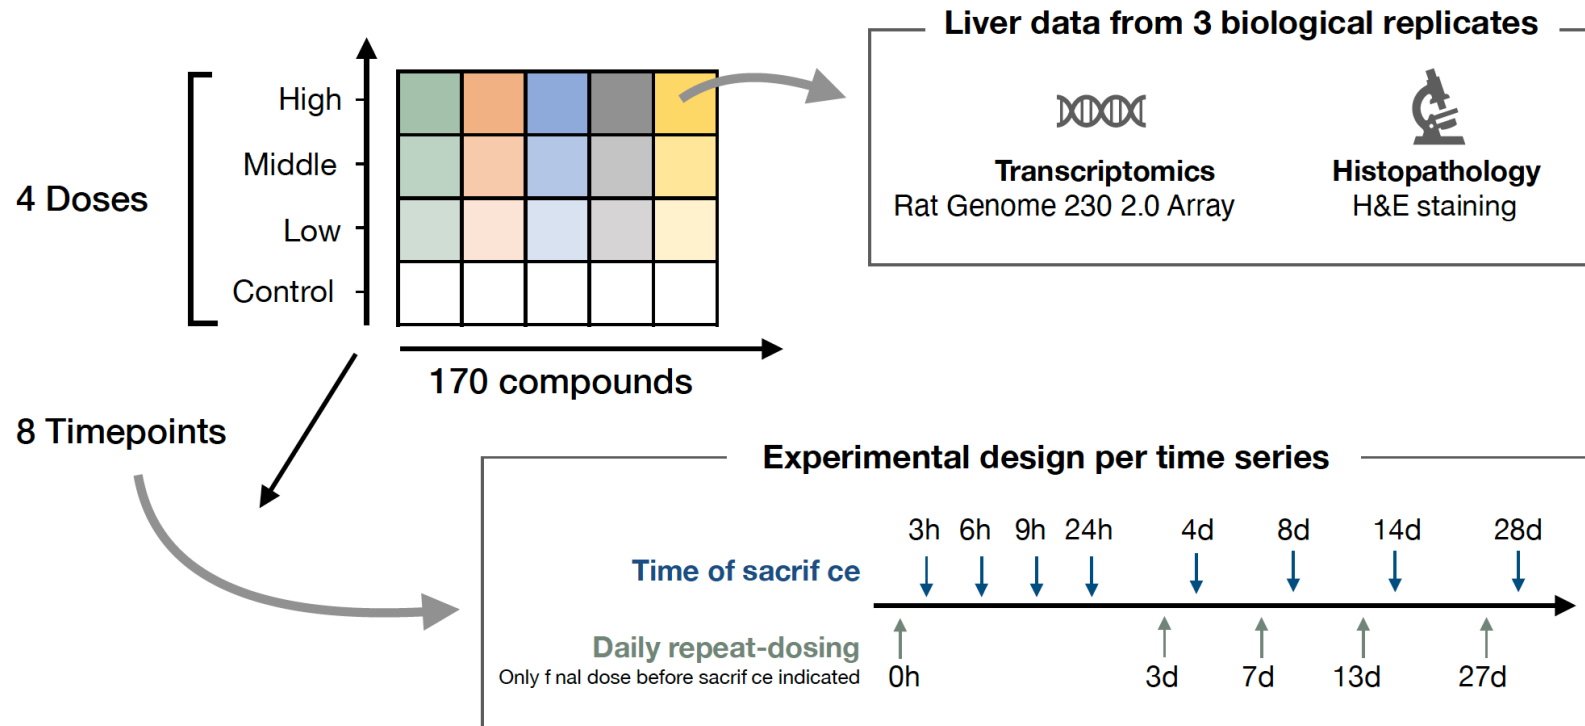 Liver data from 3 biological replicates
High
Middle
Low
Control
4 Doses
Transcriptomics
Rat Genome 230 2.0 Array
Histopathology
H&E staining
170 compounds
8 Timepoints
Experimental design per time series
3h 6h 9h 24h 4d 8d 14d 28d
Time of sacrif ce
Daily repeat-dosing
Only f nal dose before sacrif ce indicated
0h 3d 7d 13d 27d